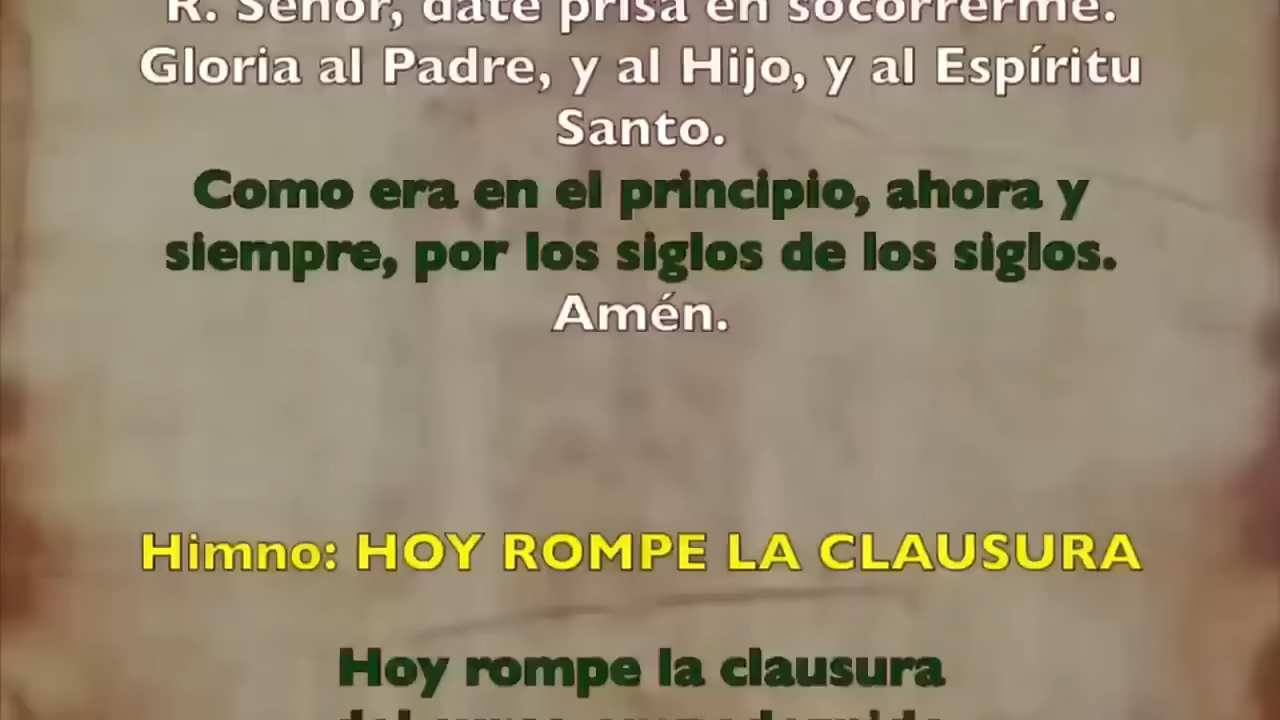 R. Señor, date prisa en socorrerme.
Gloria al Padre, y al Hijo, y al Espíritu
Santo.
Como era en el principio, ahora y
siempre, por los siglos de los siglos.
Amén.
Himno: HOY ROMPE LA CLAUSURA
Hoy rompe la clausura